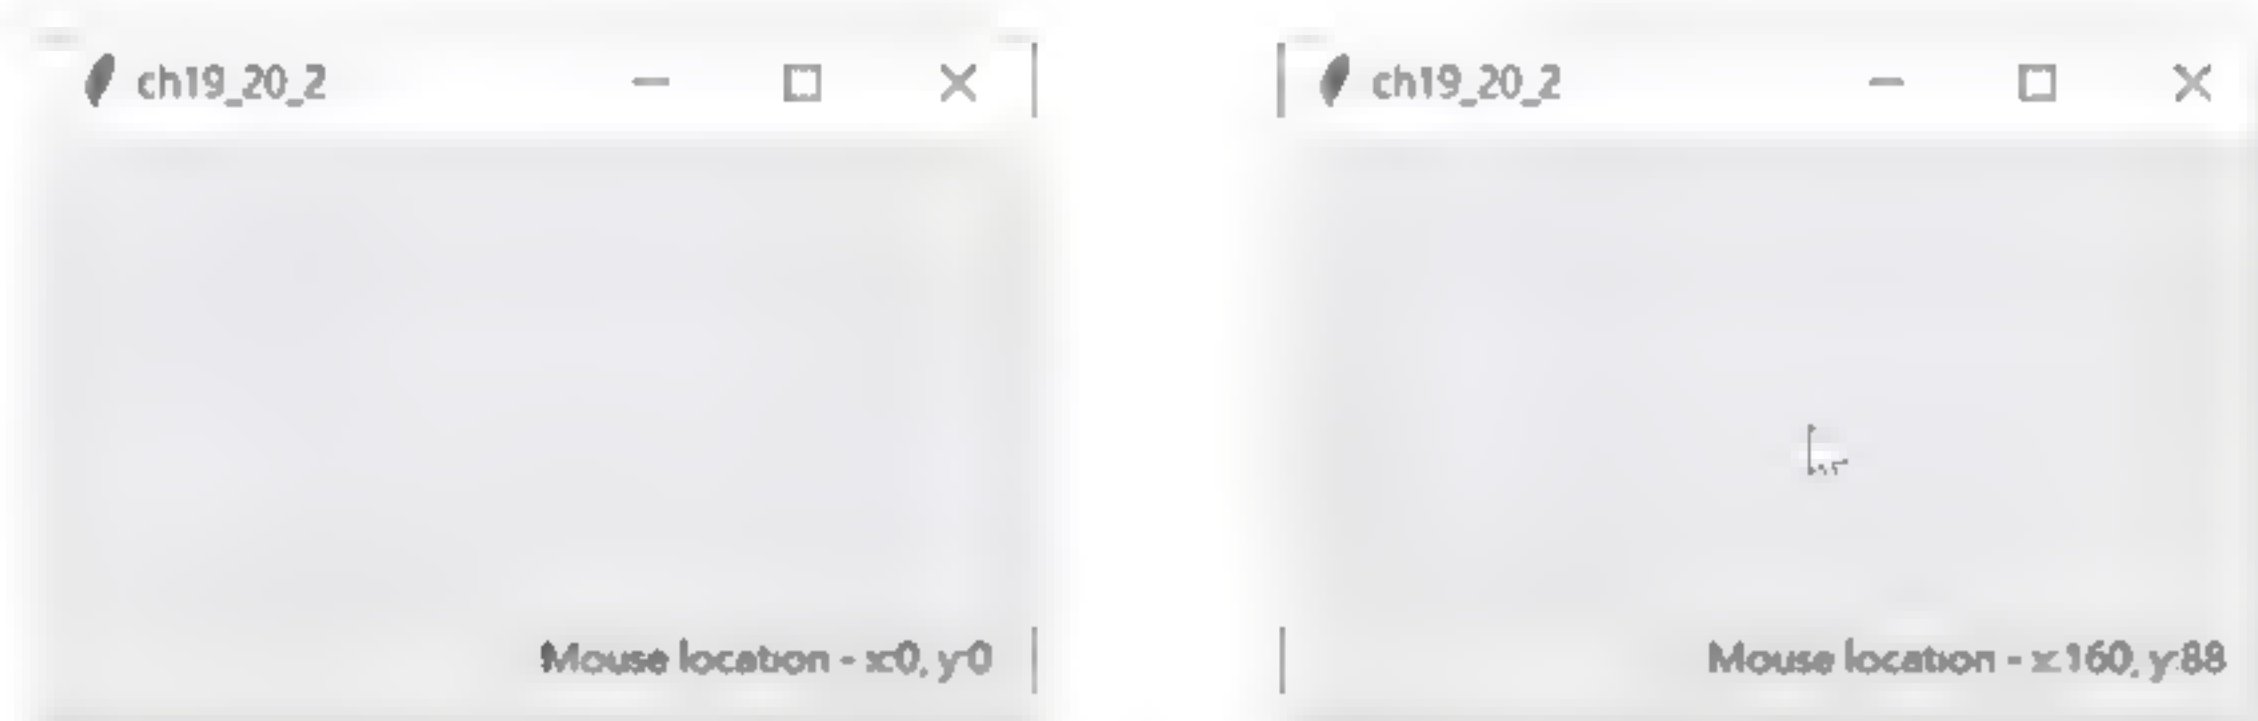 ch19_20_2
Mouse location - x:0, y:0
ch19_20_2
Mouse location - x:160, y:88